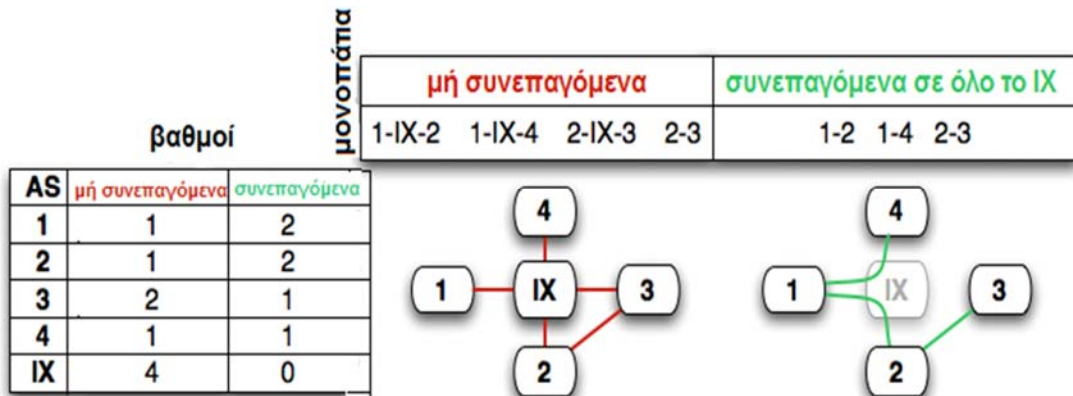 μονοπάτια
μή συνεπαγόμενα συνεπαγόμενα σε όλο το IX
1-IX-2 1-IX-4 2-IX-3 2-3 1-2 1-4 2-3
βαθμοί
AS μή συνεπαγόμενα συνεπαγόμενα
1 1 2
2 1 2
3 2 1
4 1 1
IX 4 0
4
1 IX 3
2
4
1 IX 3
2